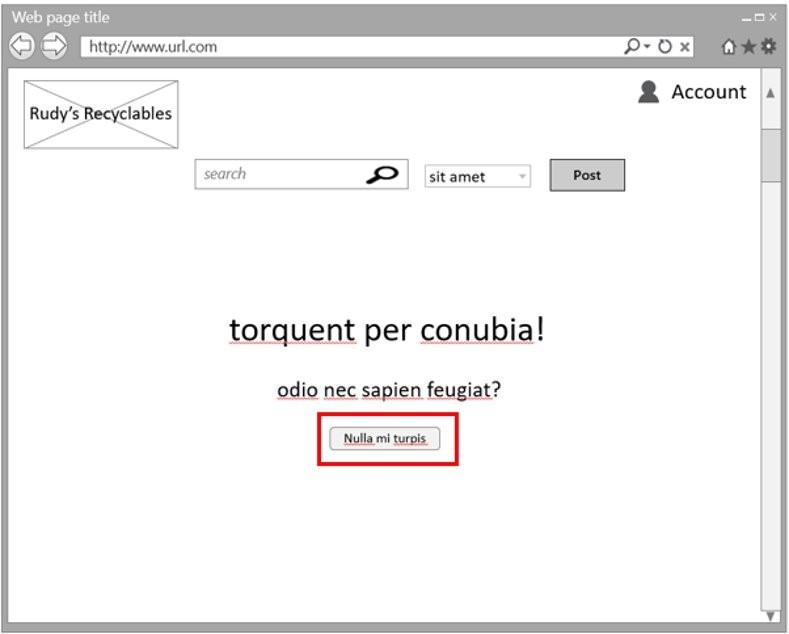 Web page title
http://www.url.com
Rudy's Recyclables
Account
search
sit amet
Post
torquent per conubia!
odio nec sapien feugiat?
Nulla mi turpis